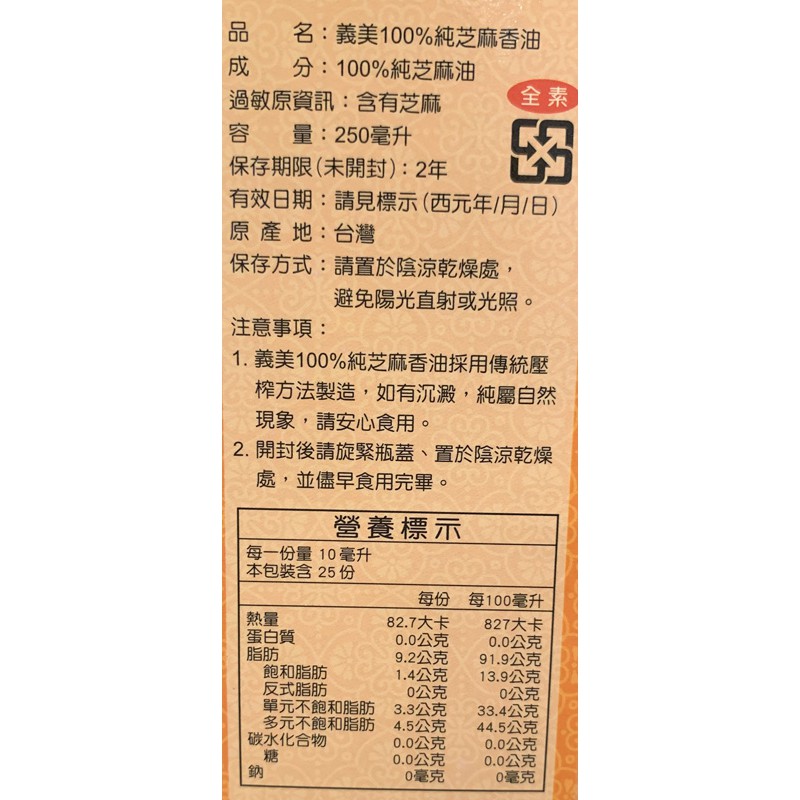 品名：義美100%純芝麻香油
成分：100%純芝麻油
過敏原資訊：含有芝麻
全素
容量：250毫升
保存期限(未開封)：2年
有效日期：請見標示(西元年/月/日)
原產地：台灣
保存方式：請置於陰涼乾燥處，
避免陽光直射或光照。
注意事項：
1. 義美100%純芝麻香油採用傳統壓
榨方法製造，如有沉澱，純屬自然
現象，請安心食用。
2. 開封後請旋緊瓶蓋、置於陰涼乾燥
處，並儘早食用完畢。
營養標示
每一份量 10毫升
本包裝含 25份
每份 每100毫升
熱量 82.7大卡 827大卡
蛋白質 0.0公克 0.0公克
脂肪 9.2公克 91.9公克
飽和脂肪 1.4公克 13.9公克
反式脂肪 0公克 0公克
單元不飽和脂肪 3.3公克 33.4公克
多元不飽和脂肪 4.5公克 44.5公克
碳水化合物 0.0公克 0.0公克
糖 0.0公克 0.0公克
鈉 0毫克 0毫克